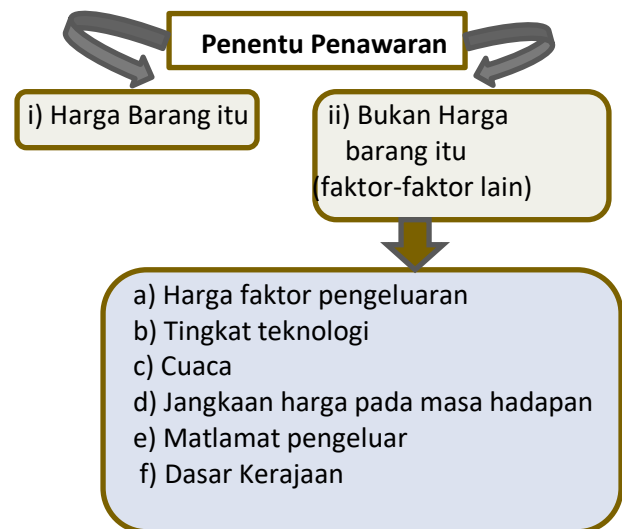 Penentu Penawaran
i) Harga Barang itu
ii) Bukan Harga
barang itu
(faktor-faktor lain)
a) Harga faktor pengeluaran
b) Tingkat teknologi
c) Cuaca
d) Jangkaan harga pada masa hadapan
e) Matlamat pengeluar
f) Dasar Kerajaan